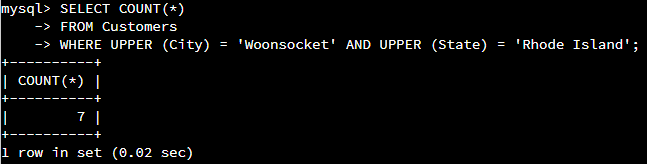 mysql> SELECT COUNT(*)
    -> FROM Customers
    -> WHERE UPPER (City) = 'Woonsocket' AND UPPER (State) = 'Rhode Island';
+----------+
| COUNT(*) |
+----------+
|        7 |
+----------+
1 row in set (0.02 sec)